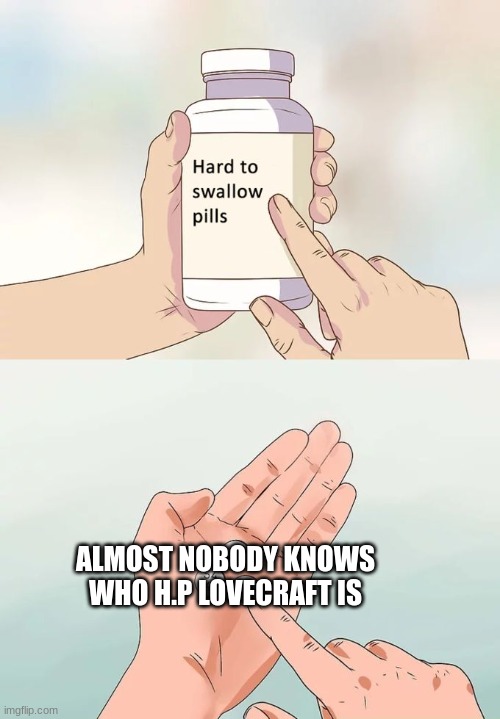 Hard to
swallow
pills
ALMOST NOBODY KNOWS
WHO H.P LOVECRAFT IS
imgflip.com